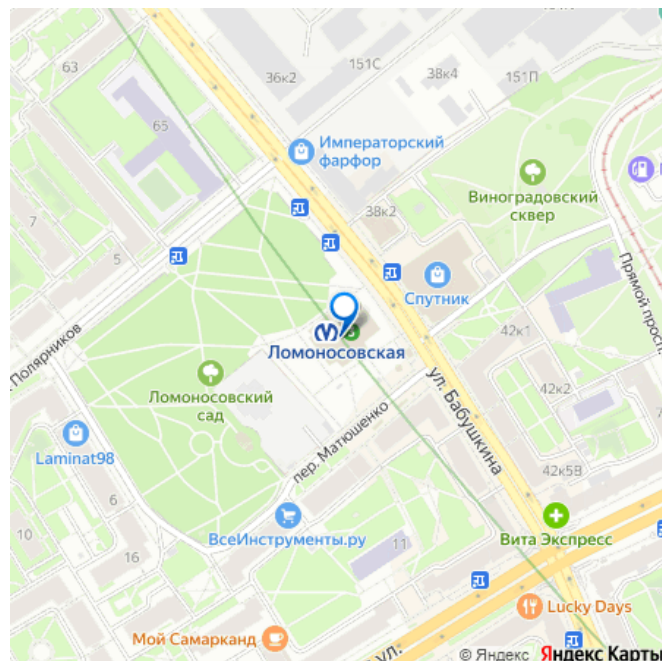 151
63
151С
38к4
36к2
151П
65
Императорский
фарфор
Виноградовский
сквер
38к2
7
5
Спутник
Прямой просп.
Полярников
Ломоносовская
42к1
ул. Бабушкина
Ломоносовский
сад
42к2
пер. Матюшенко
Laminat98
42к5В
6
10
ВсеИнструменты.ру
11
Вита Экспресс
16
Lucky Days
Мой Самарканд
ул.
© Яндекс Яндекс Карты